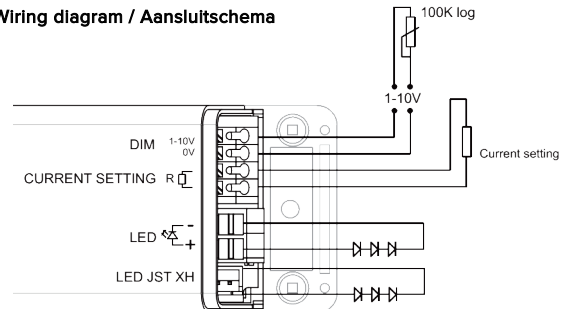 Wiring diagram / Aansluitschema
100K log
1-10V
DIM 1-10V
0V
Current setting
CURRENT SETTING R
LED - +
LED JST XH